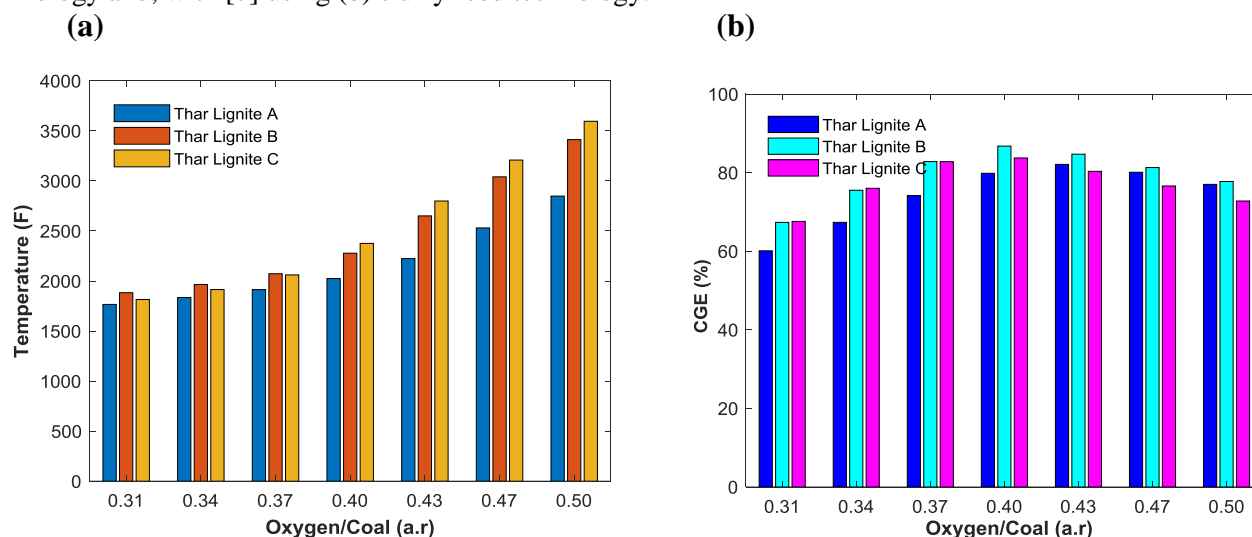 (a)
4000
3500
3000
2500
2000
1500
1000
500
0
Temperature (F)
Thar Lignite A
Thar Lignite B
Thar Lignite C
0.31 0.34 0.37 0.40 0.43 0.47 0.50
Oxygen/Coal (a.r)
(b)
100
80
60
40
20
0
CGE (%)
Thar Lignite A
Thar Lignite B
Thar Lignite C
0.31 0.34 0.37 0.40 0.43 0.47 0.50
Oxygen/Coal (a.r)